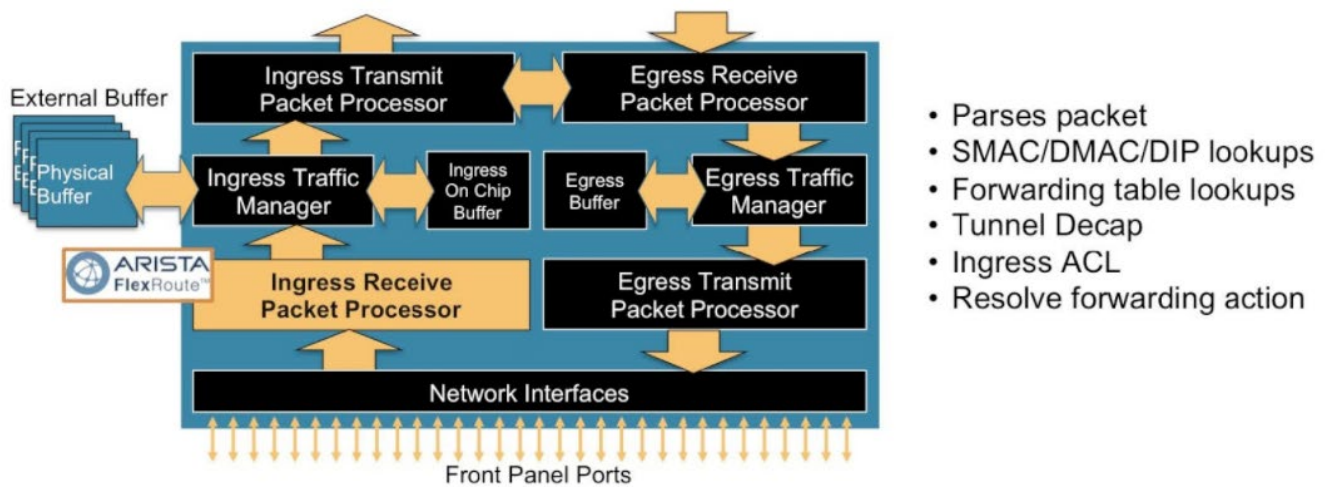 Ingress Transmit
Packet Processor
Egress Receive
Packet Processor
External Buffer
Physical
Buffer
Ingress Traffic
Manager
Ingress
On Chip
Buffer
Egress
Buffer
Egress Traffic
Manager
ARISTA
FlexRoute™
Ingress Receive
Packet Processor
Egress Transmit
Packet Processor
Network Interfaces
Front Panel Ports
• Parses packet
• SMAC/DMAC/DIP lookups
• Forwarding table lookups
• Tunnel Decap
• Ingress ACL
• Resolve forwarding action